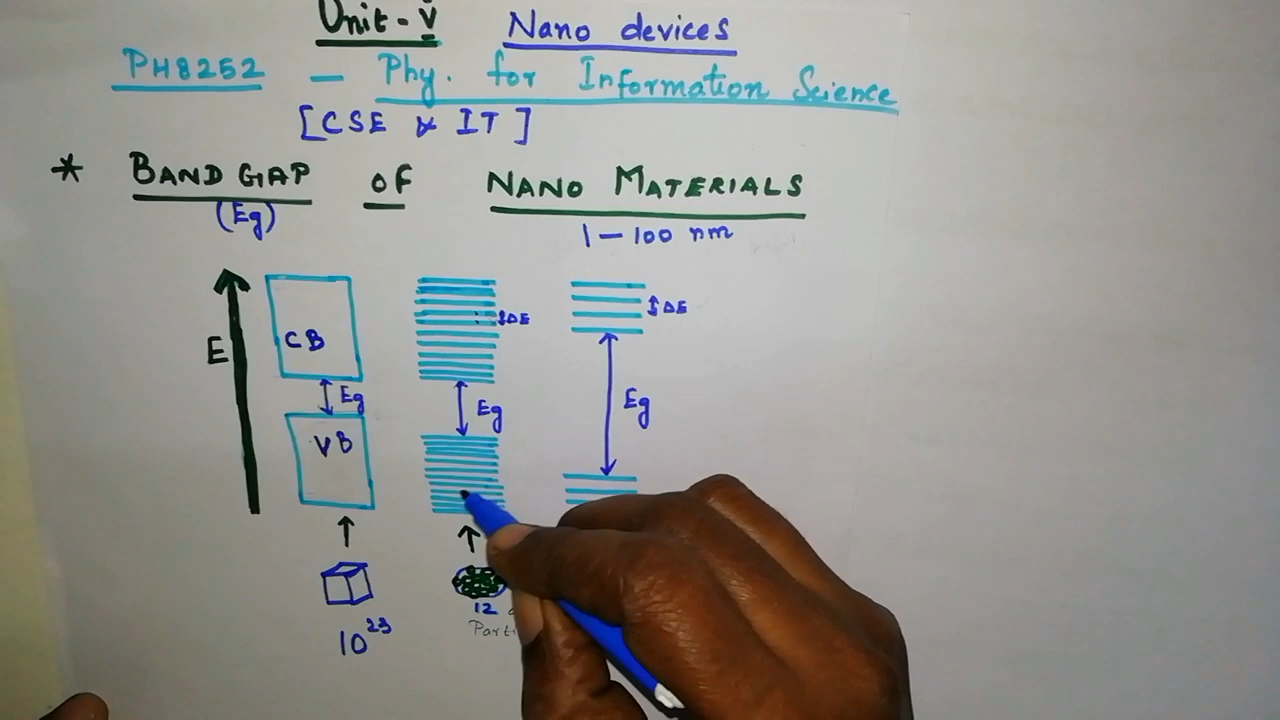 Unit - V Nano devices
PH8252 - Phy. for Information Science
[CSE & IT]
* BAND GAP of NANO MATERIALS
(Eg)
1 - 100 nm
E
CB
ΔE
ΔE
Eg
Eg
Eg
VB
10²³
12